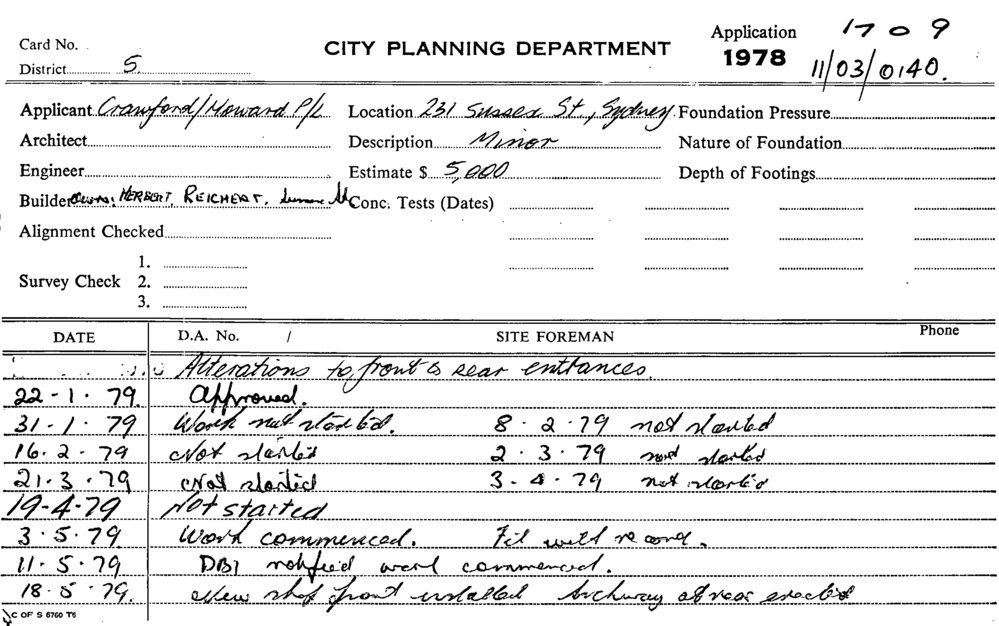 Application 1709
Card No.
CITY PLANNING DEPARTMENT
1978 11/03/0140.
District 5.
Applicant Crawford/Howard P/L Location 231 Sussex St., Sydney. Foundation Pressure
Architect Description Minor Nature of Foundation
Engineer Estimate $ 5,000 Depth of Footings
Builder HERBERT, REICHERT, Conc. Tests (Dates)
Alignment Checked
1.
Survey Check 2.
3.
DATE D.A. No. / SITE FOREMAN Phone
Alterations to front & rear entrances.
22-1.79. Approved.
31-1.79 Work not started. 8.2.79 not started
16.2.79 Not started 2.3.79 not started
21.3.79 Not started 3-4-79 not started
19-4-79 Not started
3.5.79 Work commenced. Fil with record.
11.5.79 DBI notified work commenced.
18.5.79. New shop front installed Archway at rear erected
C OF S 6760 T6